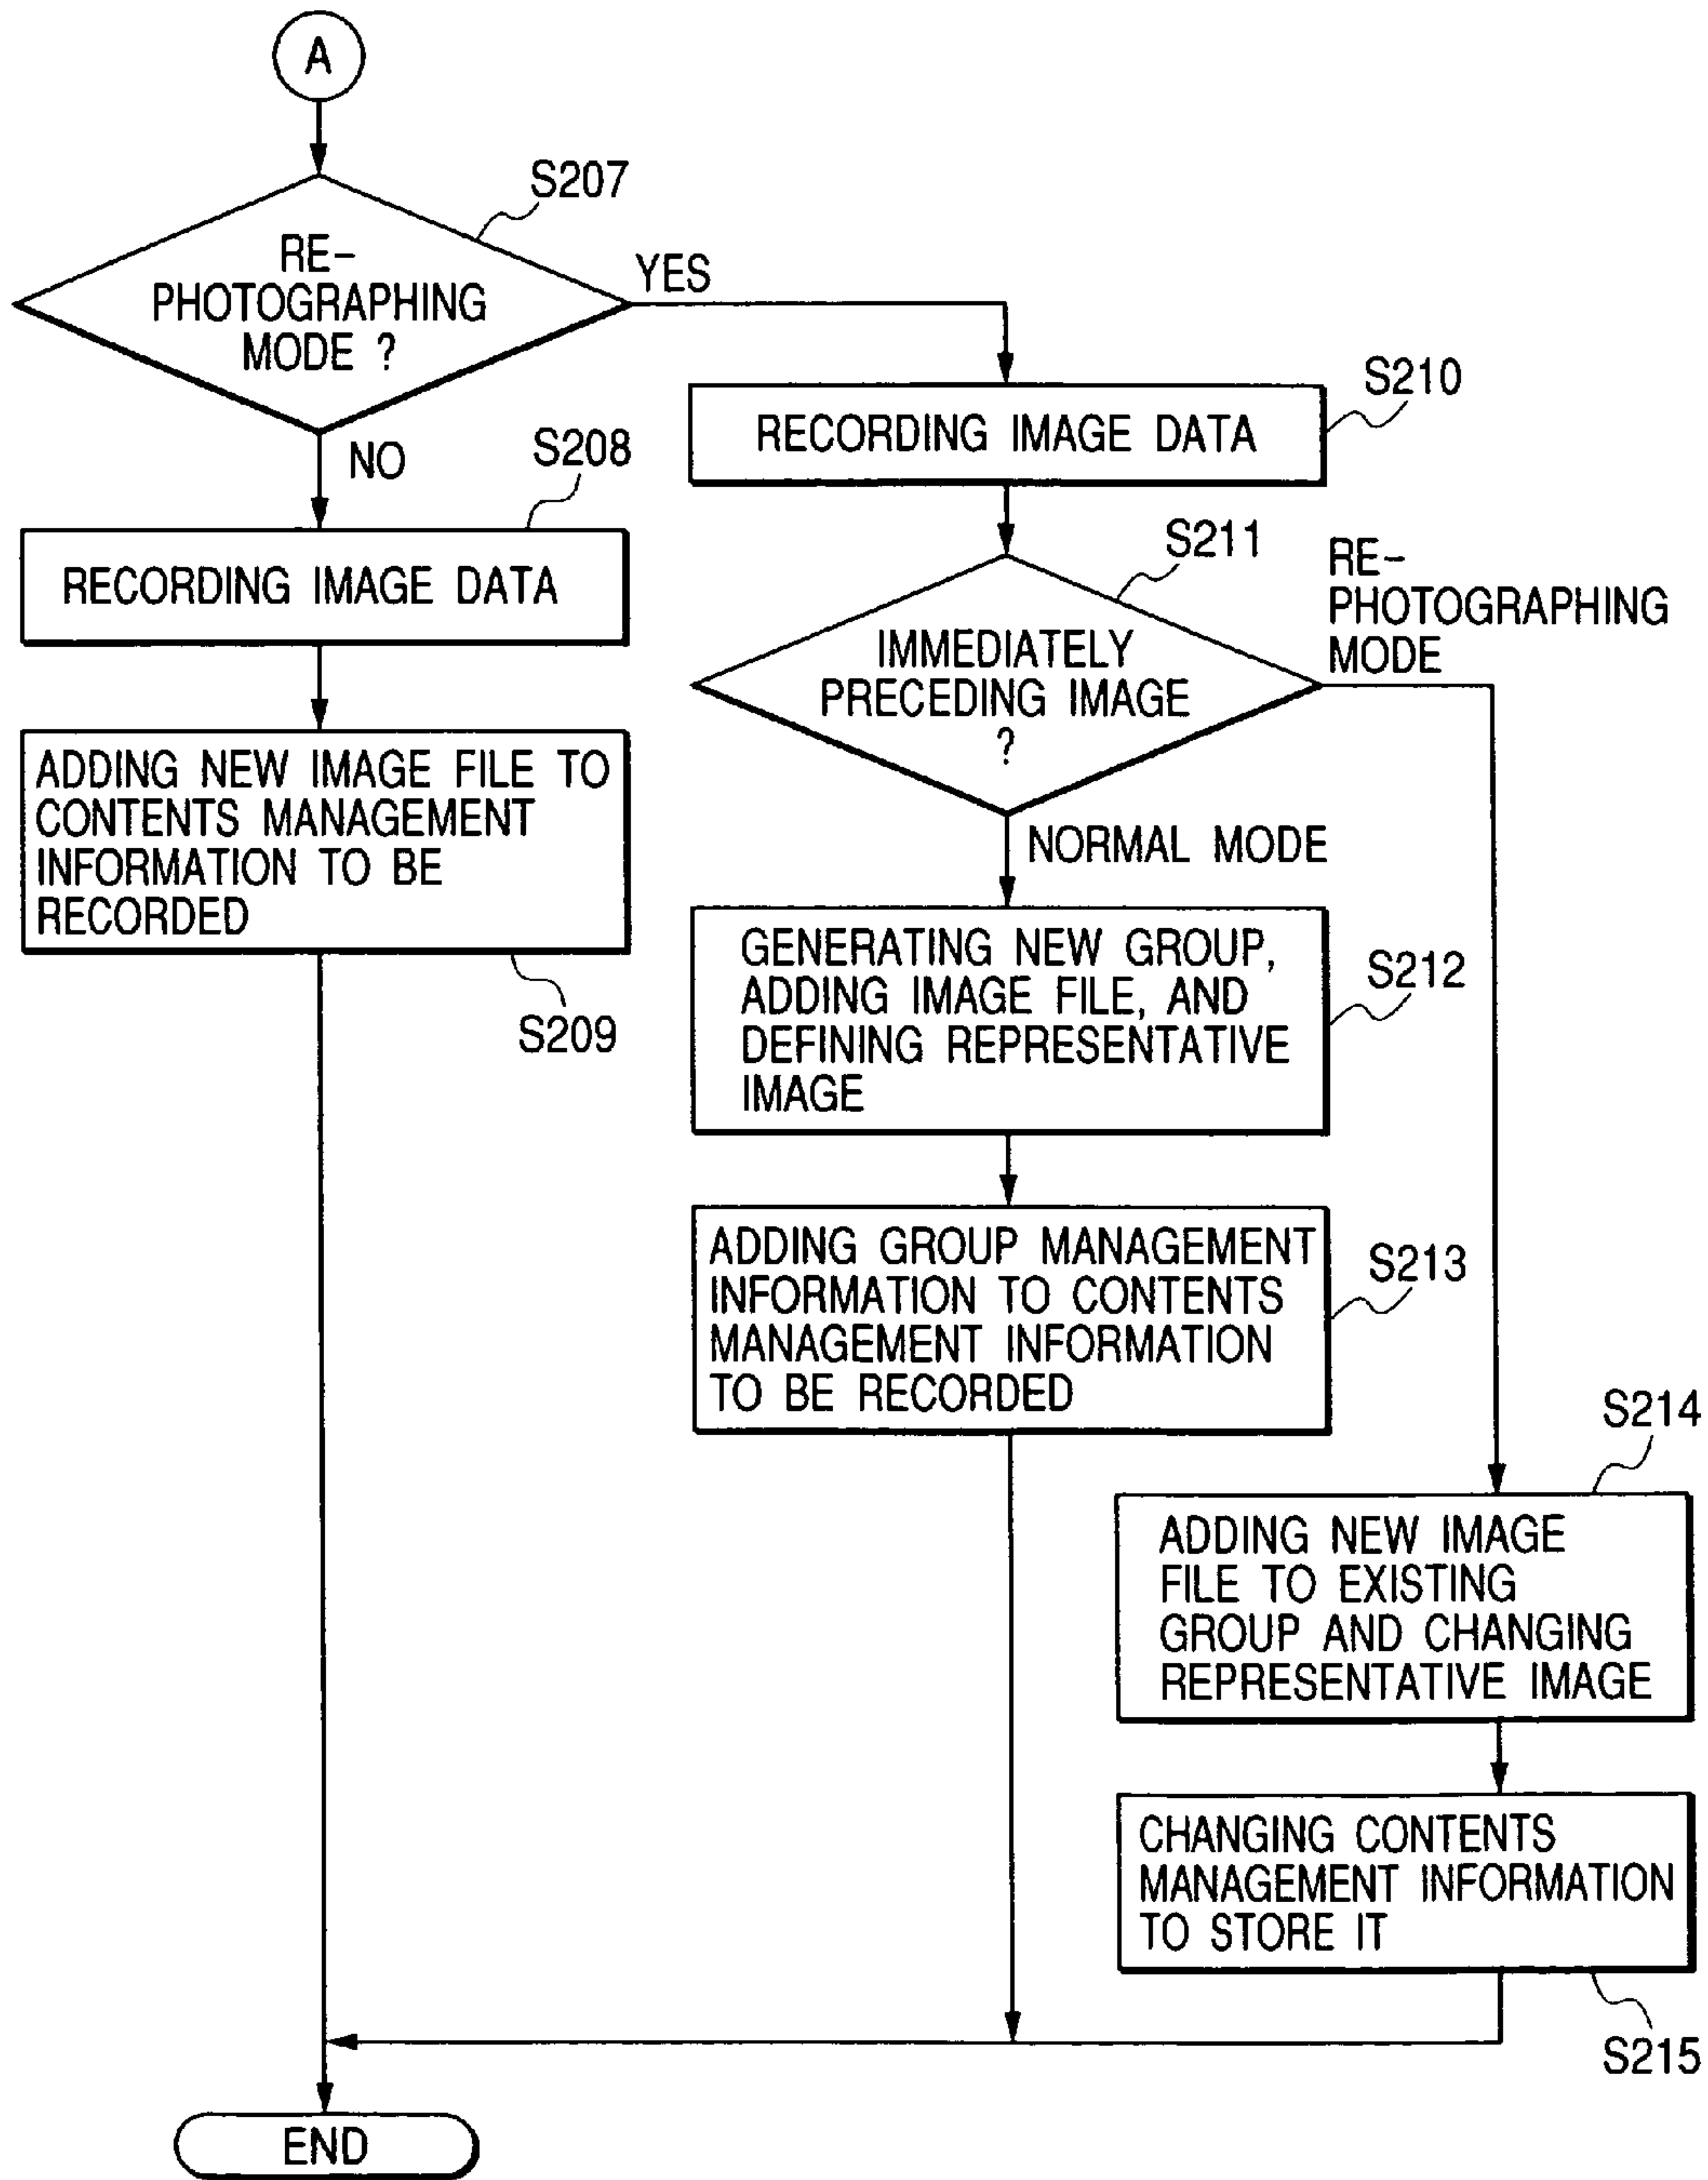 A
S207
RE-
PHOTOGRAPHING
MODE ?
YES
NO
S208
RECORDING IMAGE DATA
ADDING NEW IMAGE FILE TO
CONTENTS MANAGEMENT
INFORMATION TO BE
RECORDED
S209
S210
RECORDING IMAGE DATA
S211
IMMEDIATELY
PRECEDING IMAGE
?
RE-
PHOTOGRAPHING
MODE
NORMAL MODE
GENERATING NEW GROUP,
ADDING IMAGE FILE, AND
DEFINING REPRESENTATIVE
IMAGE
S212
ADDING GROUP MANAGEMENT
INFORMATION TO CONTENTS
MANAGEMENT INFORMATION
TO BE RECORDED
S213
S214
ADDING NEW IMAGE
FILE TO EXISTING
GROUP AND CHANGING
REPRESENTATIVE IMAGE
CHANGING CONTENTS
MANAGEMENT INFORMATION
TO STORE IT
S215
END